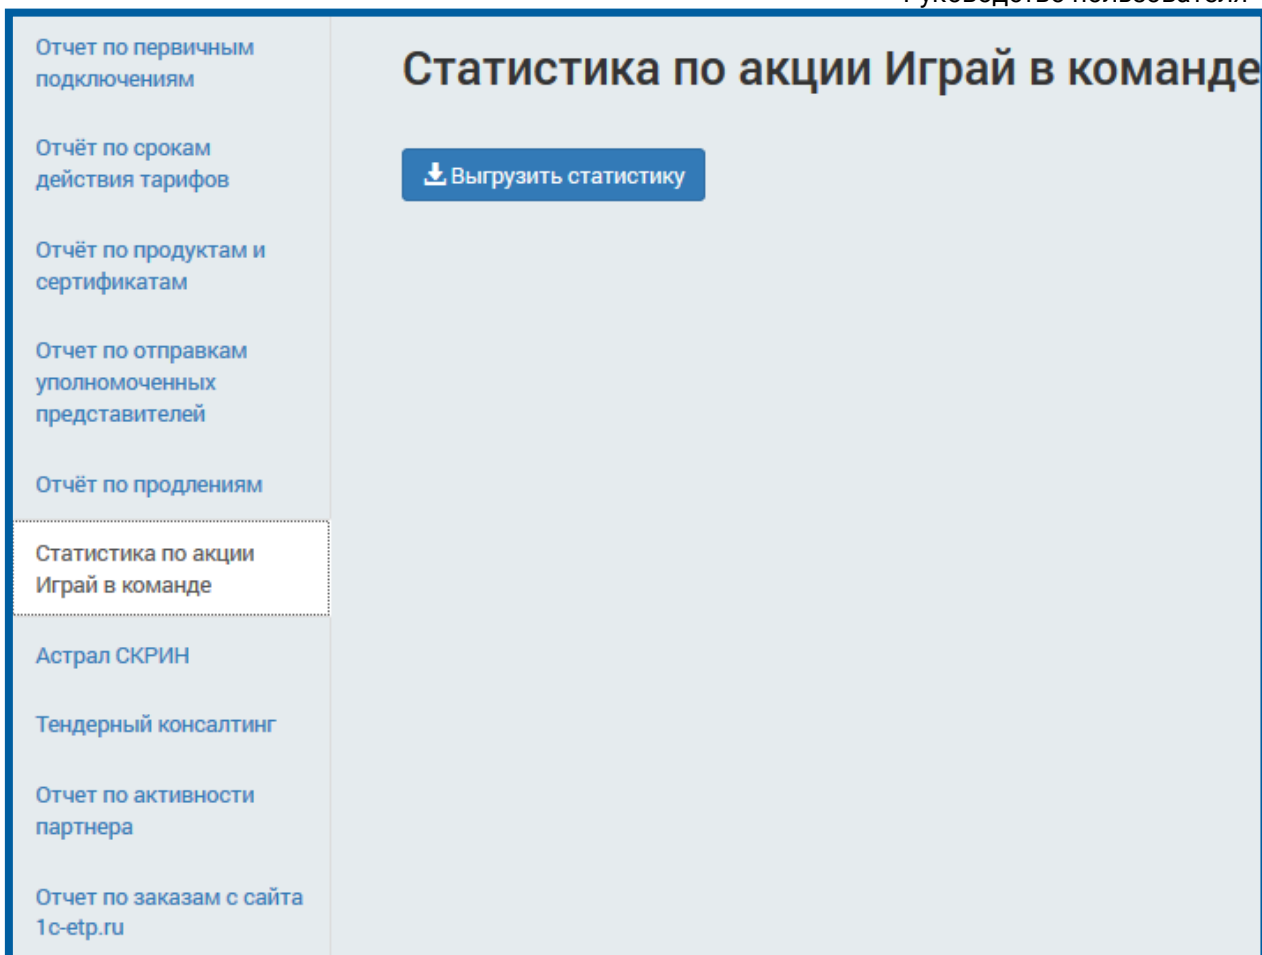 Руководство пользователя
Отчет по первичным
подключениям
Отчёт по срокам
действия тарифов
Отчёт по продуктам и
сертификатам
Отчет по отправкам
уполномоченных
представителей
Отчёт по продлениям
Статистика по акции
Играй в команде
Астрал СКРИН
Тендерный консалтинг
Отчет по активности
партнера
Отчет по заказам с сайта
1c-etp.ru
Статистика по акции Играй в команде
Выгрузить статистику